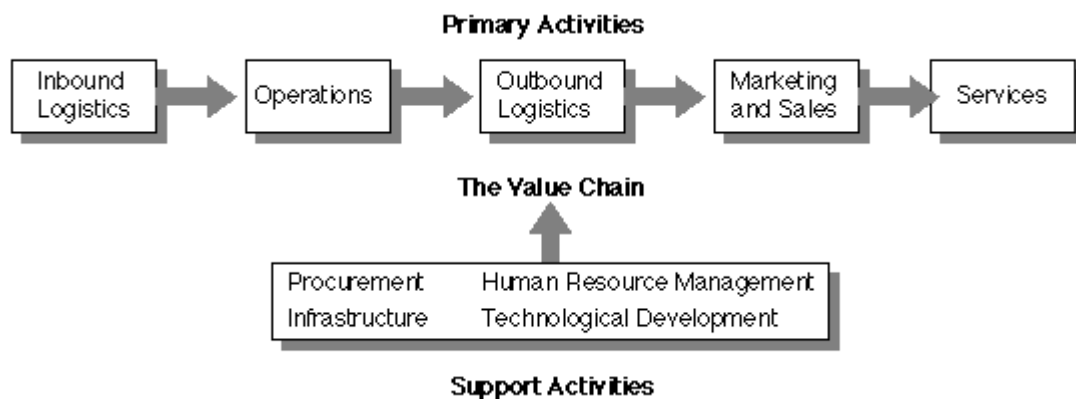 Primary Activities
Inbound
Logistics
Operations
Outbound
Logistics
Marketing
and Sales
Services
The Value Chain
Procurement Human Resource Management
Infrastructure Technological Development
Support Activities